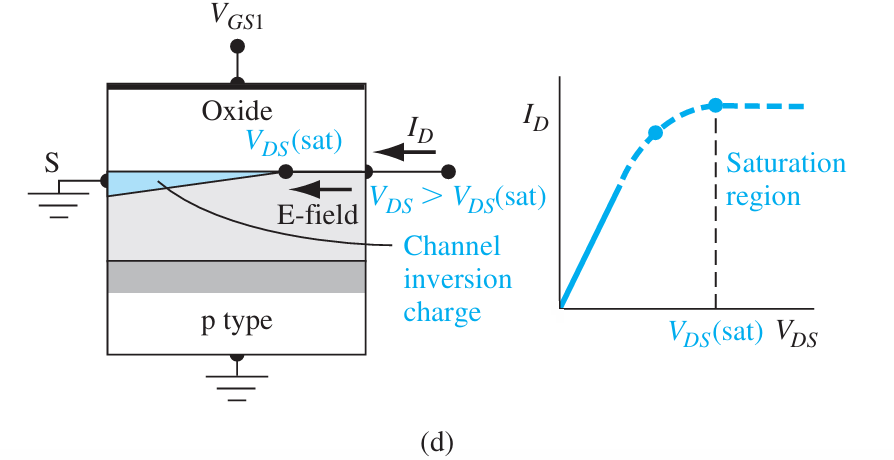 V_GS1
Oxide
V_DS(sat)
I_D
S
V_DS > V_DS(sat)
E-field
Channel
inversion
charge
p type
I_D
Saturation
region
V_DS(sat) V_DS
(d)